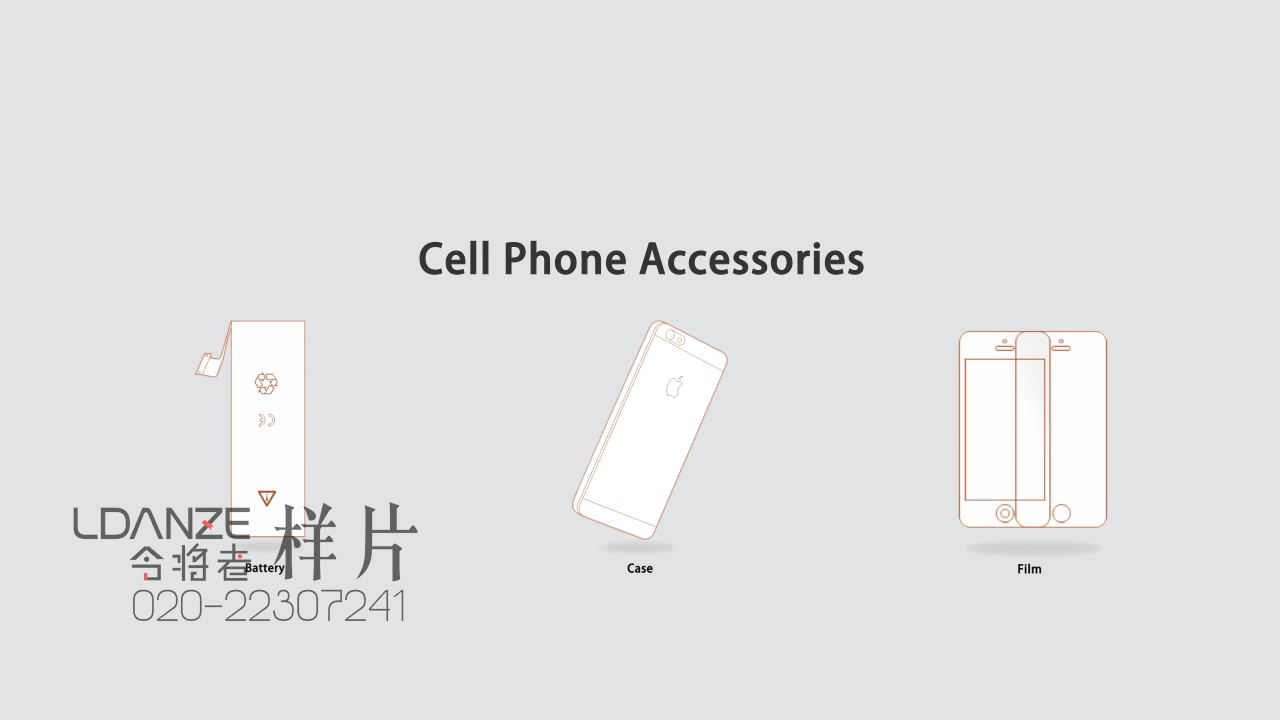 Cell Phone Accessories
LDANZE
令将者
样片
Battery
Case
Film
020-22307241